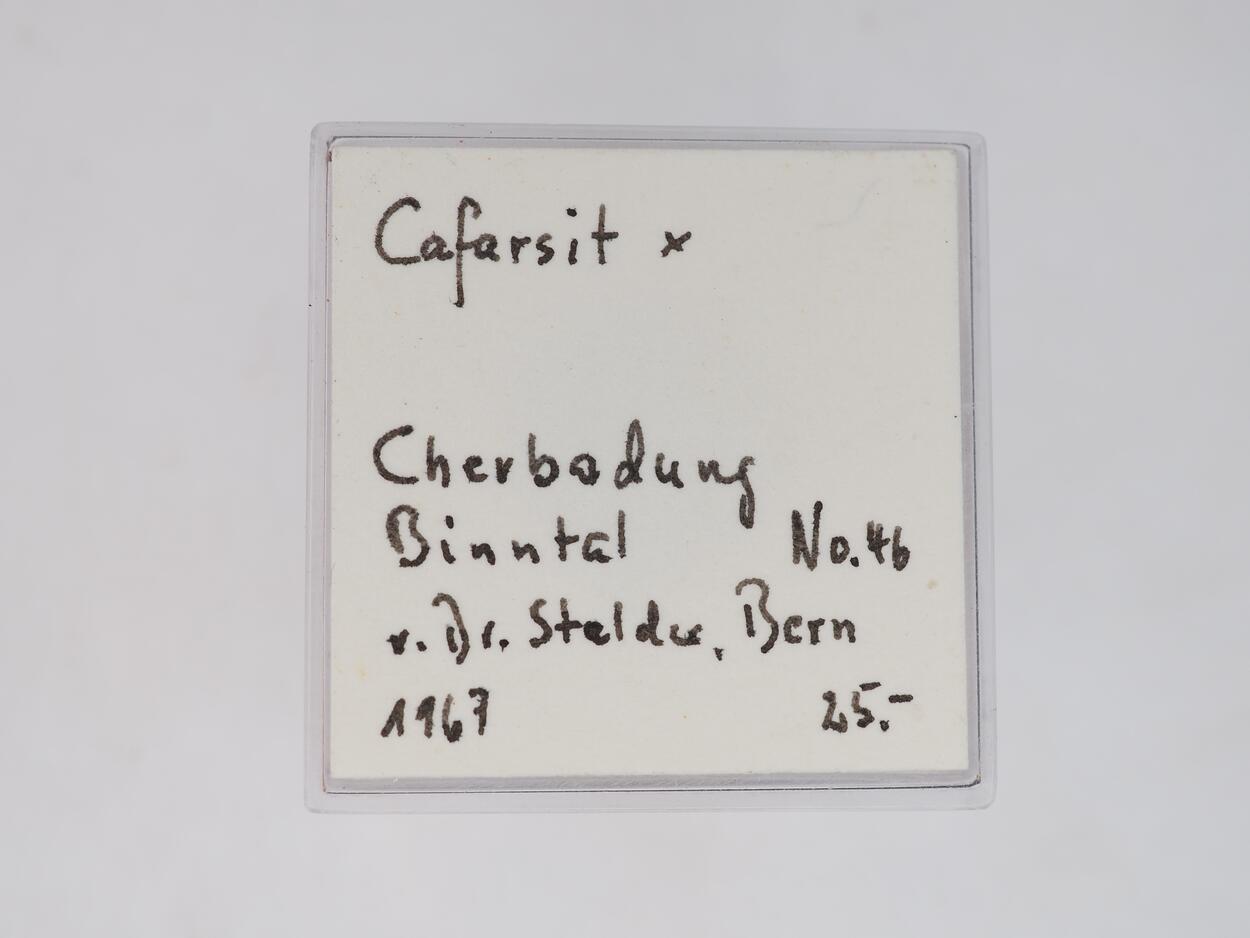 Cafarsit x
Cherbadung
Binntal No. 46
v. Dr. Stalder, Bern
1967 25.-